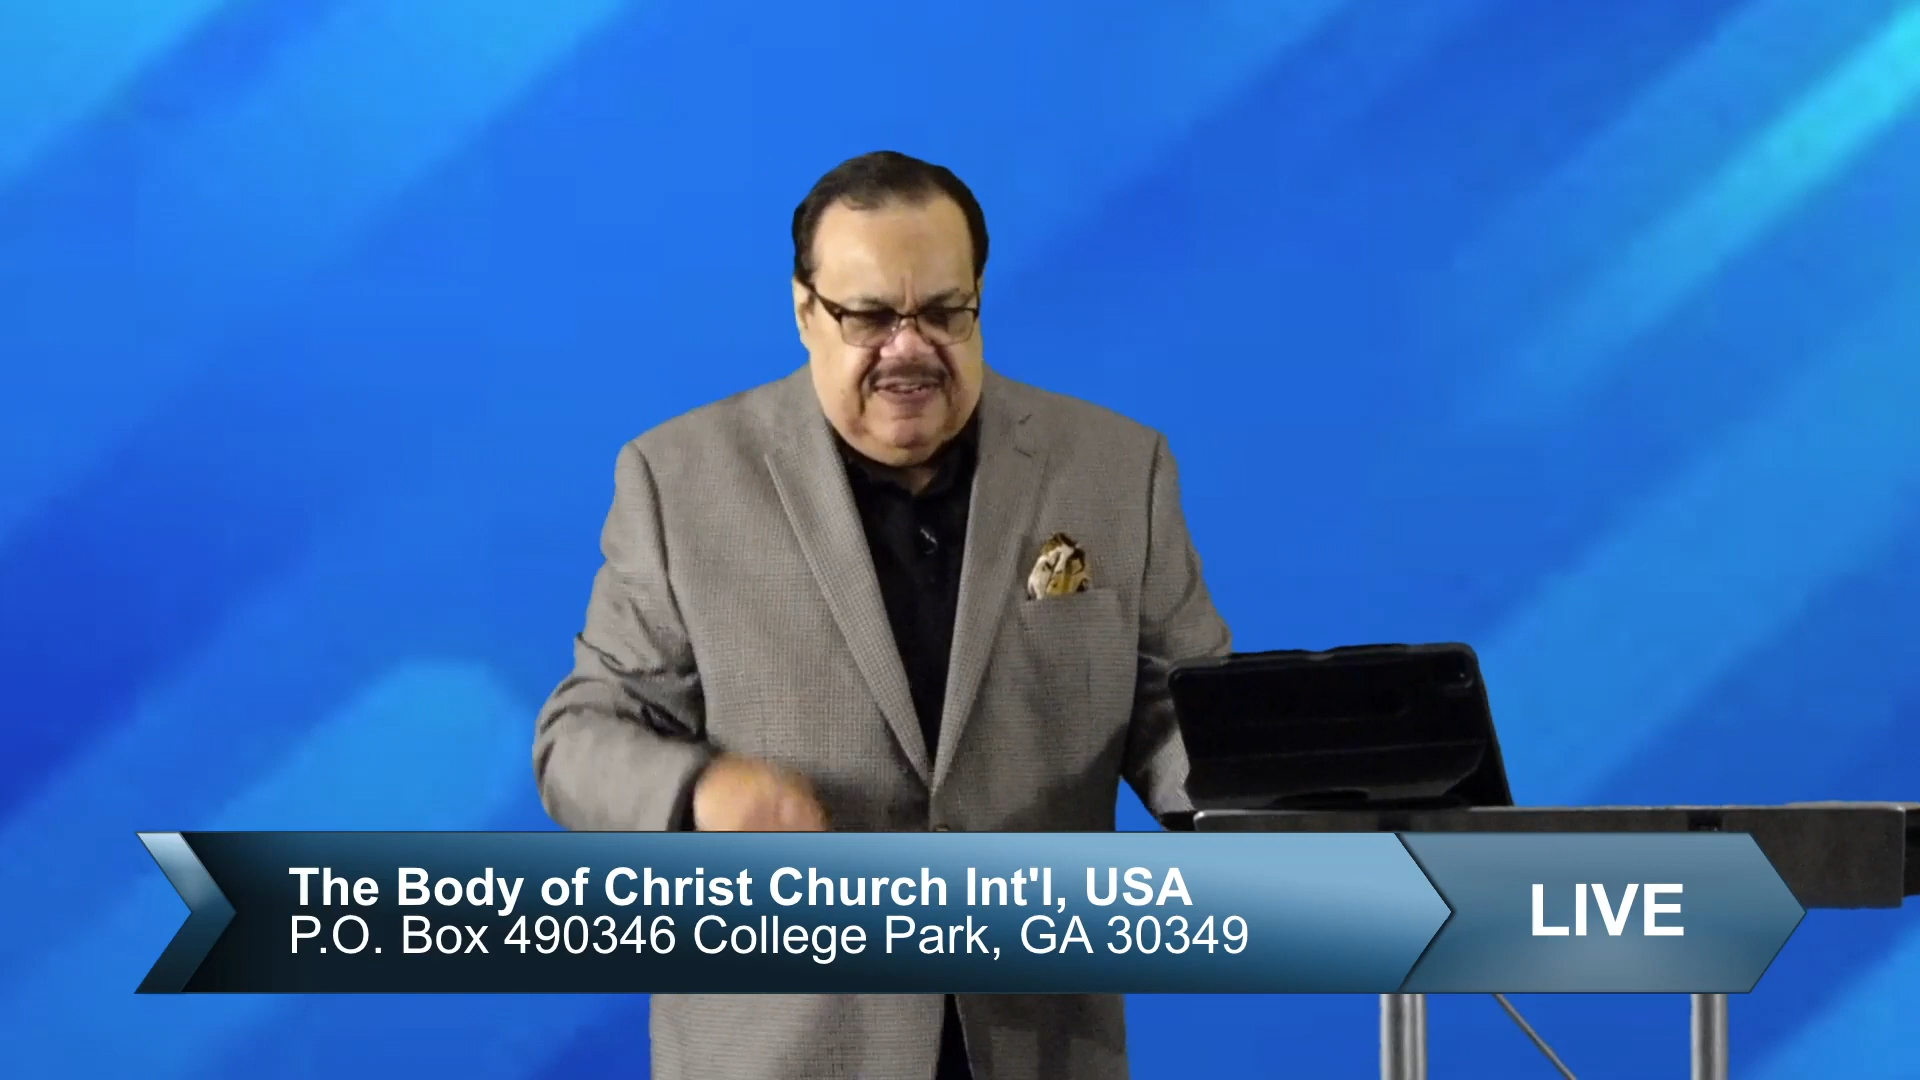 The Body of Christ Church Int'l, USA
P.O. Box 490346 College Park, GA 30349
LIVE